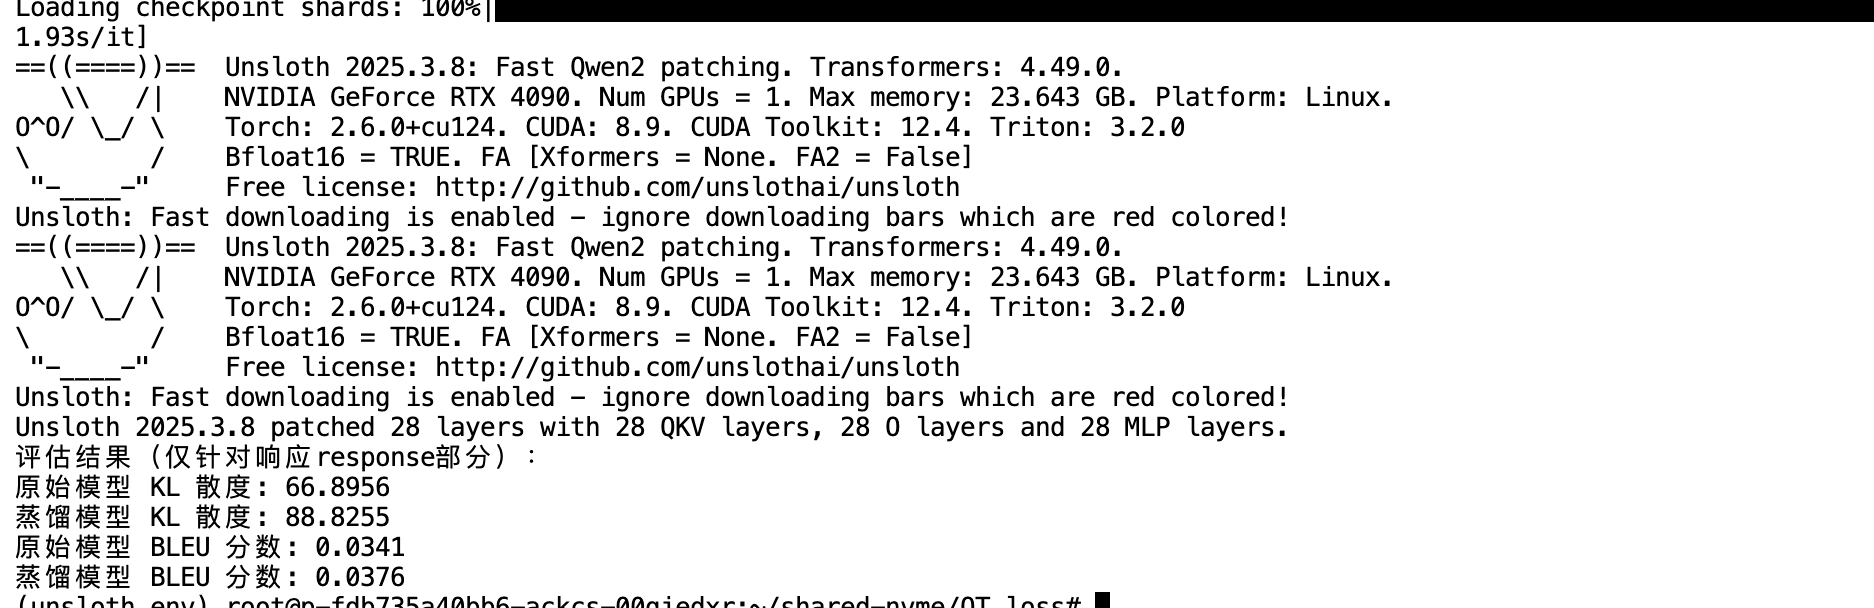 Loading checkpoint shards: 100%|
1.93s/it]
==((====))==  Unsloth 2025.3.8: Fast Qwen2 patching. Transformers: 4.49.0.
   \\   /|    NVIDIA GeForce RTX 4090. Num GPUs = 1. Max memory: 23.643 GB. Platform: Linux.
O^O/ \_/ \    Torch: 2.6.0+cu124. CUDA: 8.9. CUDA Toolkit: 12.4. Triton: 3.2.0
\        /    Bfloat16 = TRUE. FA [Xformers = None. FA2 = False]
 "-____-"     Free license: http://github.com/unslothai/unsloth
Unsloth: Fast downloading is enabled - ignore downloading bars which are red colored!
==((====))==  Unsloth 2025.3.8: Fast Qwen2 patching. Transformers: 4.49.0.
   \\   /|    NVIDIA GeForce RTX 4090. Num GPUs = 1. Max memory: 23.643 GB. Platform: Linux.
O^O/ \_/ \    Torch: 2.6.0+cu124. CUDA: 8.9. CUDA Toolkit: 12.4. Triton: 3.2.0
\        /    Bfloat16 = TRUE. FA [Xformers = None. FA2 = False]
 "-____-"     Free license: http://github.com/unslothai/unsloth
Unsloth: Fast downloading is enabled - ignore downloading bars which are red colored!
Unsloth 2025.3.8 patched 28 layers with 28 QKV layers, 28 O layers and 28 MLP layers.
评估结果（仅针对响应response部分）：
原始模型 KL 散度: 66.8956
蒸馏模型 KL 散度: 88.8255
原始模型 BLEU 分数: 0.0341
蒸馏模型 BLEU 分数: 0.0376
(unsloth_env)